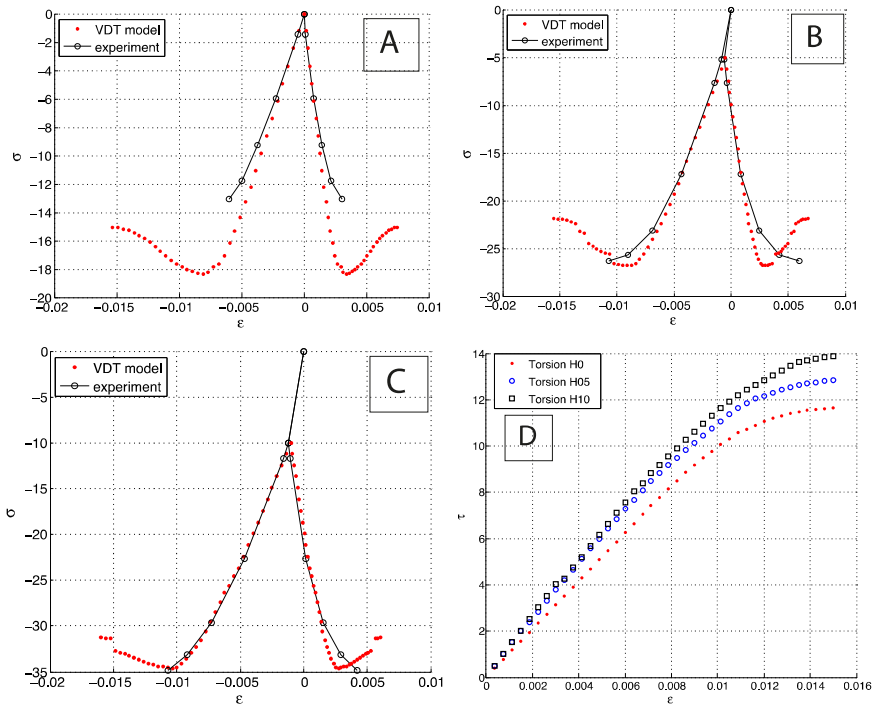 VDT model
experiment
A
0
−2
−4
−6
−8
−10
−12
−14
−16
−18
−20
σ
−0.02 −0.015 −0.01 −0.005 0 0.005 0.01
ε
VDT model
experiment
B
0
−5
−10
−15
−20
−25
−30
σ
−0.02 −0.015 −0.01 −0.005 0 0.005 0.01
ε
VDT model
experiment
C
0
−5
−10
−15
−20
−25
−30
−35
σ
−0.02 −0.015 −0.01 −0.005 0 0.005 0.01
ε
Torsion H0
Torsion H05
Torsion H10
D
14
12
10
8
6
4
2
0
τ
0.002 0.004 0.006 0.008 0.01 0.012 0.014 0.016
ε